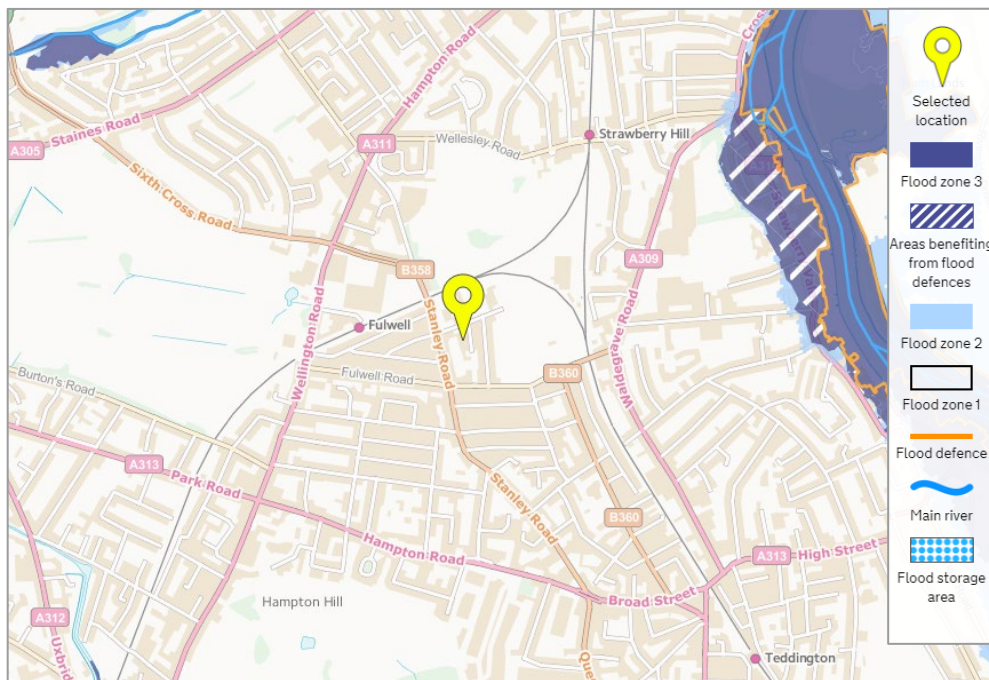 Hampton Road
Cross
Staines Road
A305
A311
Wellesley Road
Strawberry Hill
Sixth Cross Road
B358
A309
Wellington Road
Fulwell
Stanley Road
Waldegrave Road
Burton's Road
Fulwell Road
B360
A313
Park Road
Stanley Road
B360
Hampton Road
A313
High Street
Broad Street
Hampton Hill
A312
Uxbrid
Que
Teddington
Selected
location
Flood zone 3
Areas benefiting
from flood
defences
Flood zone 2
Flood zone 1
Flood defence
Main river
Flood storage
area